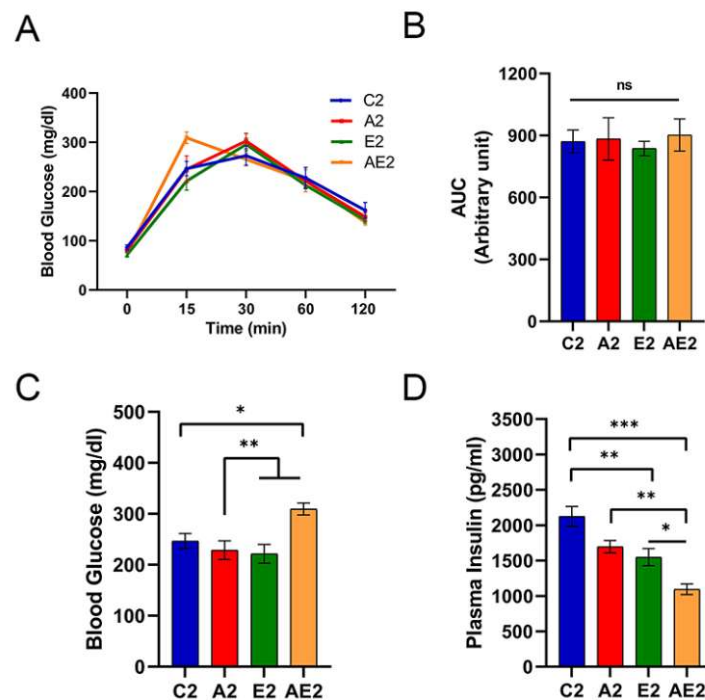 A
Blood Glucose (mg/dl)
400
300
200
100
0
0 15 30 60 120
Time (min)
C2
A2
E2
AE2
B
AUC
(Arbitrary unit)
1200
900
600
300
0
ns
C2 A2 E2 AE2
C
Blood Glucose (mg/dl)
500
400
300
200
100
0
*
**
C2 A2 E2 AE2
D
Plasma Insulin (pg/ml)
3500
3000
2500
2000
1500
1000
500
0
***
**
**
*
C2 A2 E2 AE2